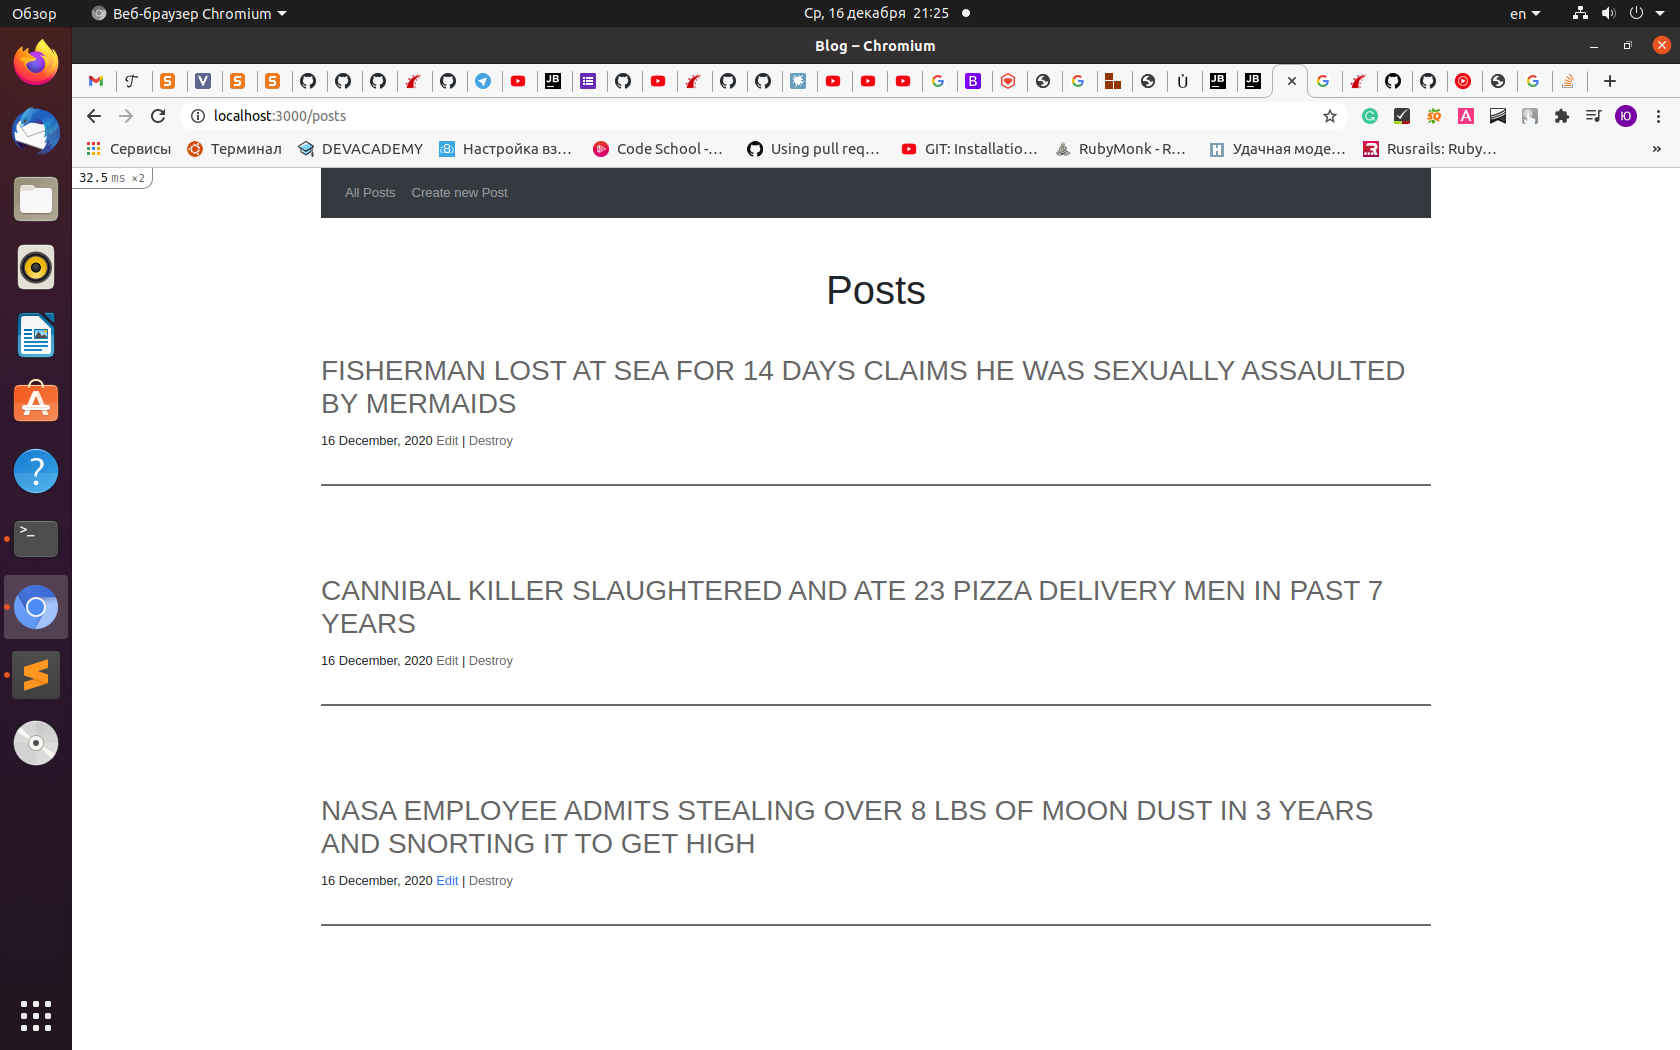 Обзор
Веб-браузер Chromium
Ср, 16 декабря 21:25
en
Blog – Chromium
localhost:3000/posts
Сервисы
Терминал
DEVACADEMY
Настройка вз…
Code School -…
Using pull req…
GIT: Installatio…
RubyMonk - R…
Удачная моде…
Rusrails: Ruby…
»
32.5 ms ×2
All Posts
Create new Post
Posts
FISHERMAN LOST AT SEA FOR 14 DAYS CLAIMS HE WAS SEXUALLY ASSAULTED
BY MERMAIDS
16 December, 2020 Edit | Destroy
CANNIBAL KILLER SLAUGHTERED AND ATE 23 PIZZA DELIVERY MEN IN PAST 7
YEARS
16 December, 2020 Edit | Destroy
NASA EMPLOYEE ADMITS STEALING OVER 8 LBS OF MOON DUST IN 3 YEARS
AND SNORTING IT TO GET HIGH
16 December, 2020 Edit | Destroy